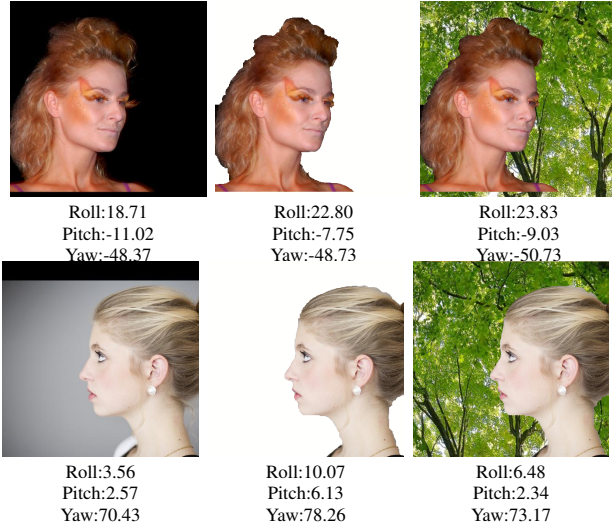 Roll:18.71 Roll:22.80 Roll:23.83
Pitch:-11.02 Pitch:-7.75 Pitch:-9.03
Yaw:-48.37 Yaw:-48.73 Yaw:-50.73
Roll:3.56 Roll:10.07 Roll:6.48
Pitch:2.57 Pitch:6.13 Pitch:2.34
Yaw:70.43 Yaw:78.26 Yaw:73.17